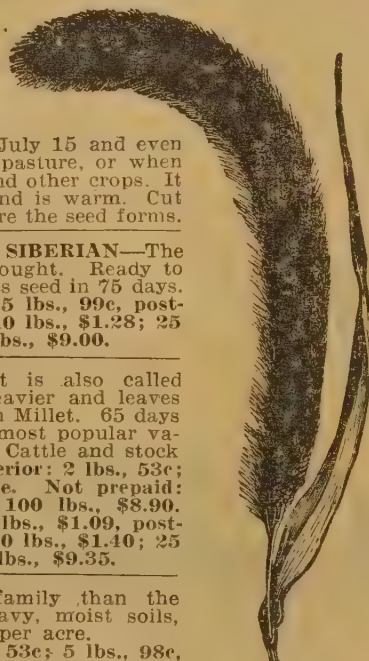 July 15 and even
pasture, or when
nd other crops. It
nd is warm. Cut
re the seed forms.
SIBERIAN—The
ought. Ready to
s seed in 75 days.
5 lbs., 99c, post-
0 lbs., $1.28; 25
bs., $9.00.
t is also called
eavier and leaves
n Millet. 65 days
most popular va-
Cattle and stock
erior: 2 lbs., 53c;
e. Not prepaid:
100 lbs., $8.90.
lbs., $1.09, post-
0 lbs., $1.40; 25
lbs., $9.35.
family than the
avy, moist soils,
per acre.
53c; 5 lbs., 98c,